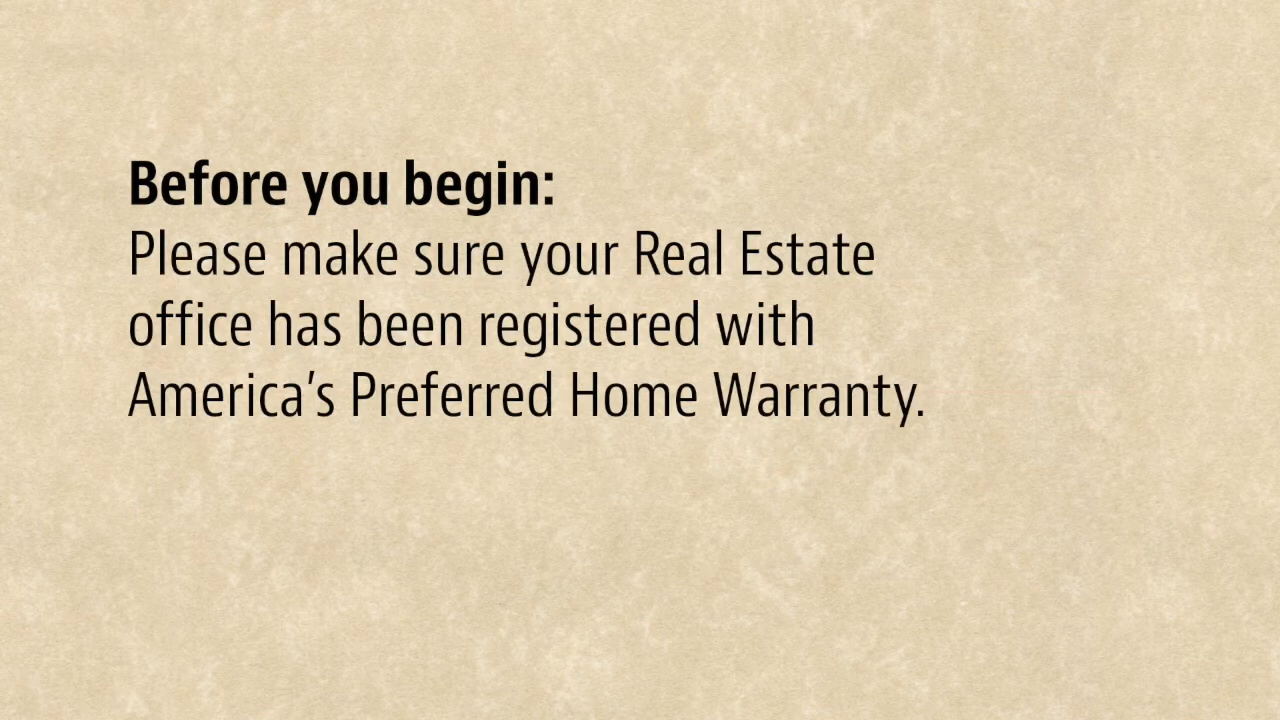 Before you begin:
Please make sure your Real Estate
office has been registered with
America’s Preferred Home Warranty.